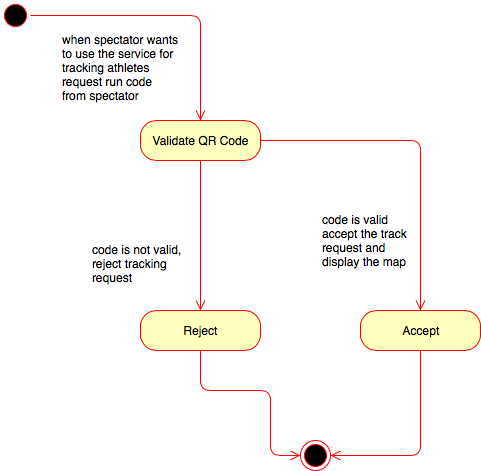 when spectator wants
to use the service for
tracking athletes
request run code
from spectator
Validate QR Code
code is not valid,
reject tracking
request
code is valid
accept the track
request and
display the map
Reject
Accept